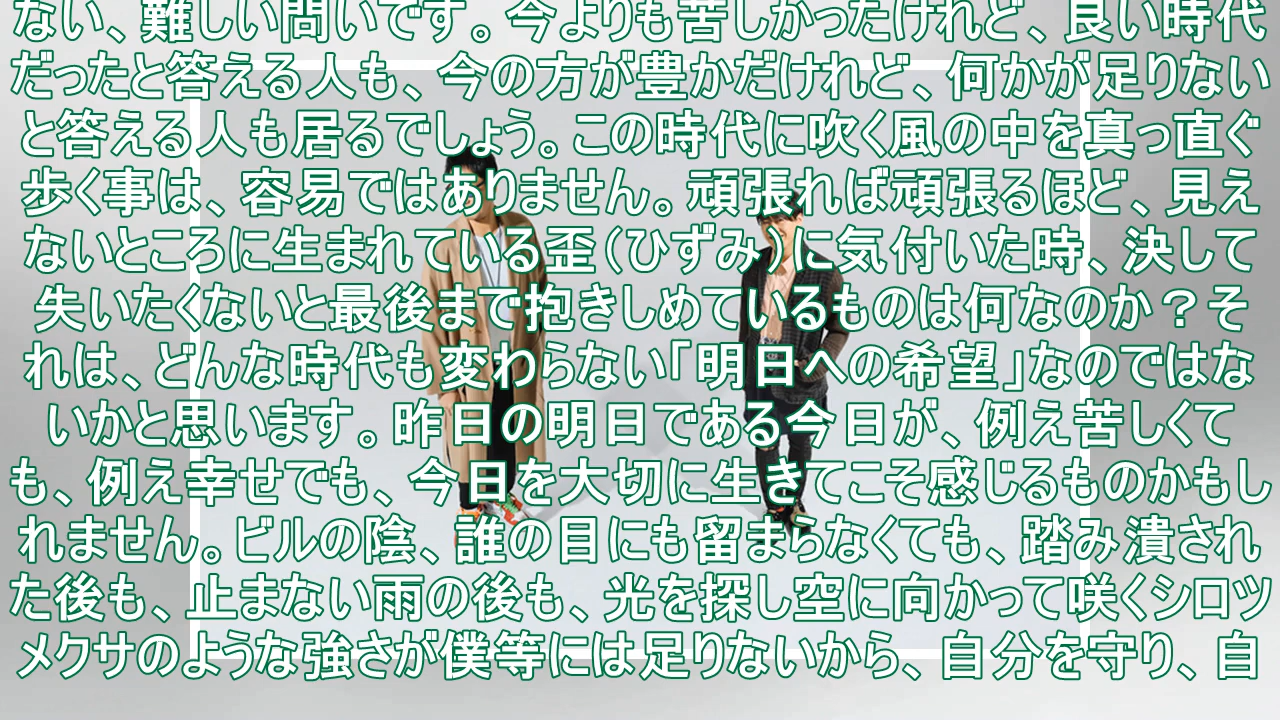 ない、難しい問いです。今よりも苦しかったけれど、良い時代
だったと答える人も、今の方が豊かだけれど、何かが足りない
と答える人も居るでしょう。この時代に吹く風の中を真っ直ぐ
歩く事は、容易ではありません。頑張れば頑張るほど、見え
ないところに生まれている歪（ひずみ）に気付いた時、決して
失いたくないと最後まで抱きしめているものは何なのか？そ
れは、どんな時代も変わらない「明日への希望」なのではな
いかと思います。昨日の明日である今日が、例え苦しくて
も、例え幸せでも、今日を大切に生きてこそ感じるものかもし
れません。ビルの陰、誰の目にも留まらなくても、踏み潰され
た後も、止まない雨の後も、光を探し空に向かって咲くシロツ
メクサのような強さが僕等には足りないから、自分を守り、自